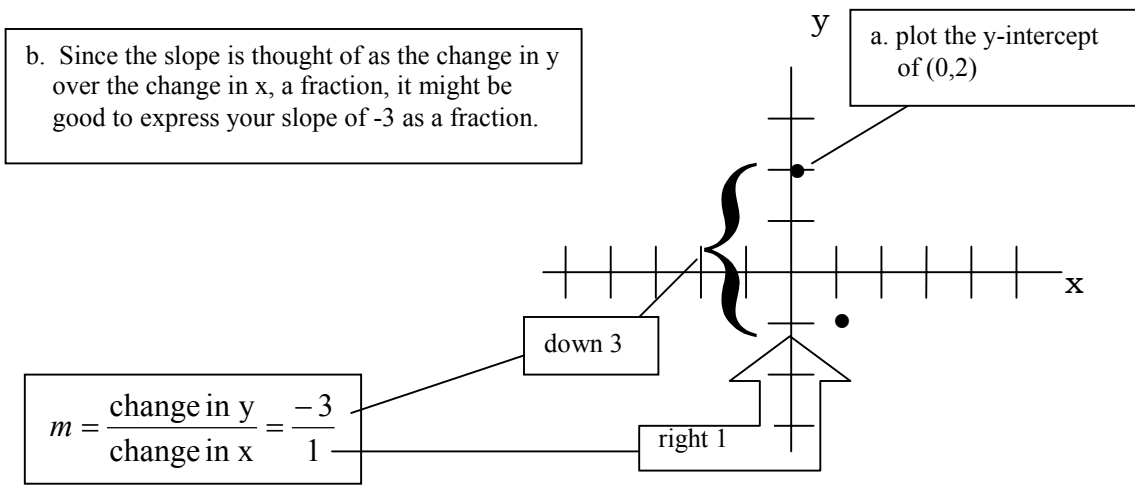 b. Since the slope is thought of as the change in y
over the change in x, a fraction, it might be
good to express your slope of -3 as a fraction.
y
a. plot the y-intercept
of (0,2)
x
down 3
m = change in y / change in x = -3 / 1
right 1